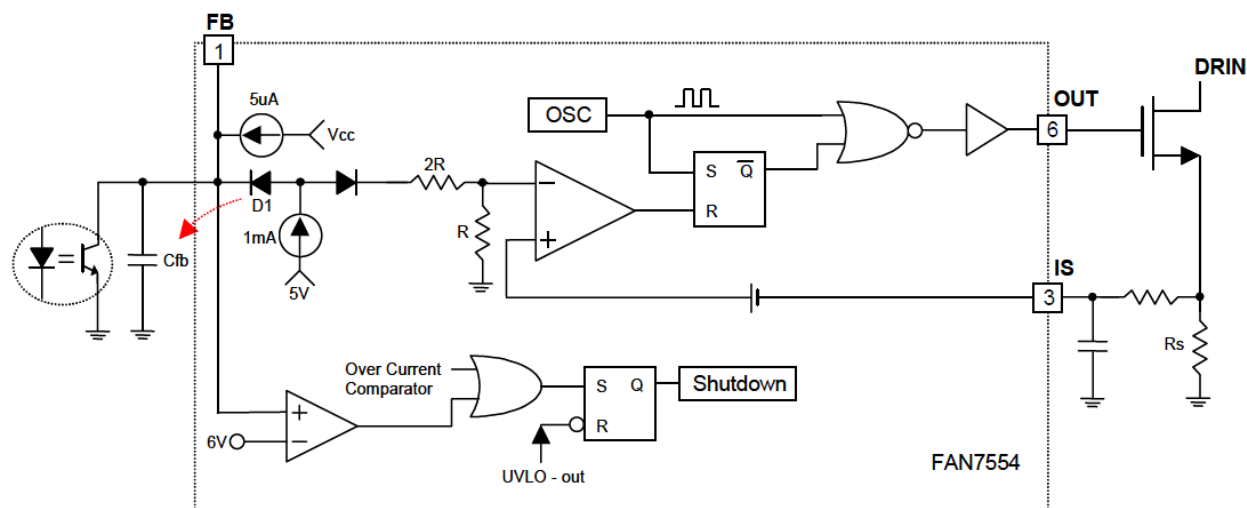 FB
1
DRIN
5uA
Vcc
OSC
OUT
6
2R
S Q
R
D1
R
1mA
Cfb
5V
IS
3
Rs
Over Current
Comparator
S Q
Shutdown
R
6V
UVLO - out
FAN7554